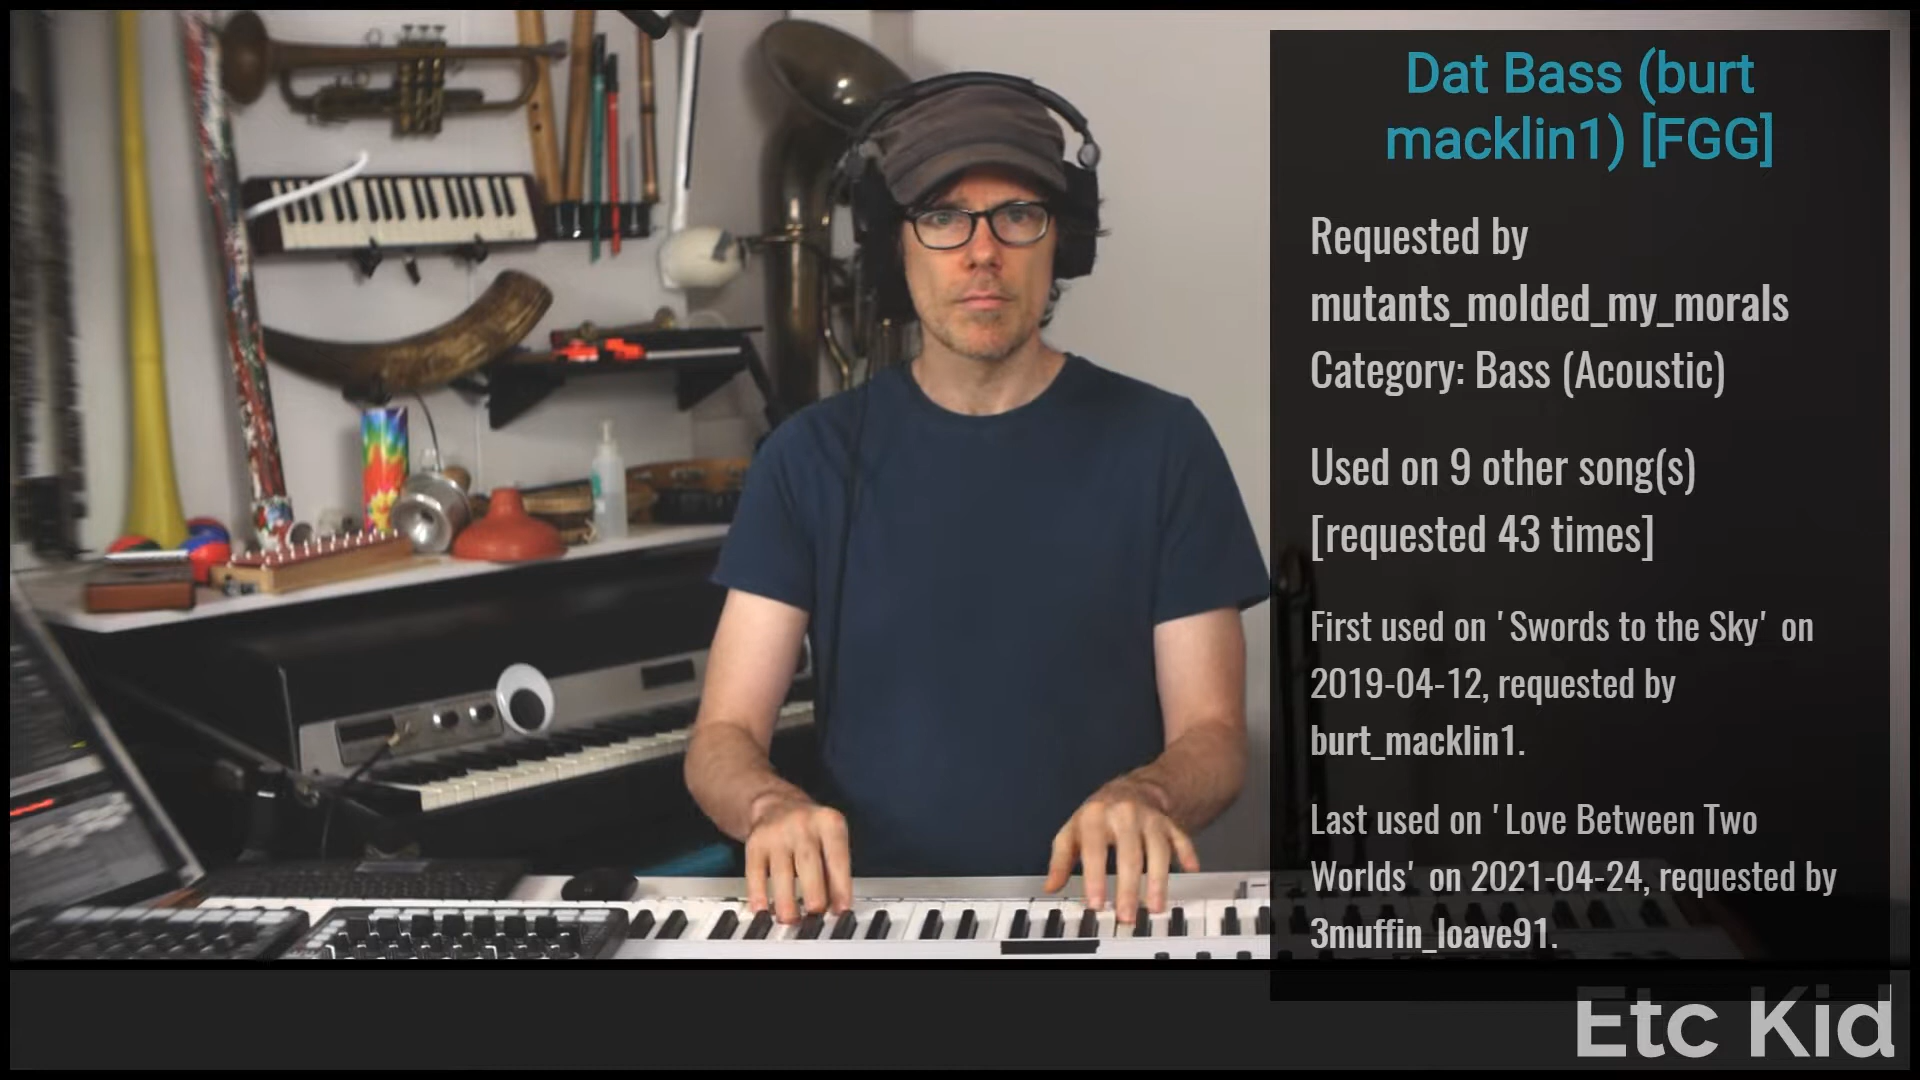 Dat Bass (burt
macklin1) [FGG]
Requested by
mutants_molded_my_morals
Category: Bass (Acoustic)
Used on 9 other song(s)
[requested 43 times]
First used on 'Swords to the Sky' on
2019-04-12, requested by
burt_macklin1.
Last used on 'Love Between Two
Worlds' on 2021-04-24, requested by
3muffin_loave91.
Etc Kid